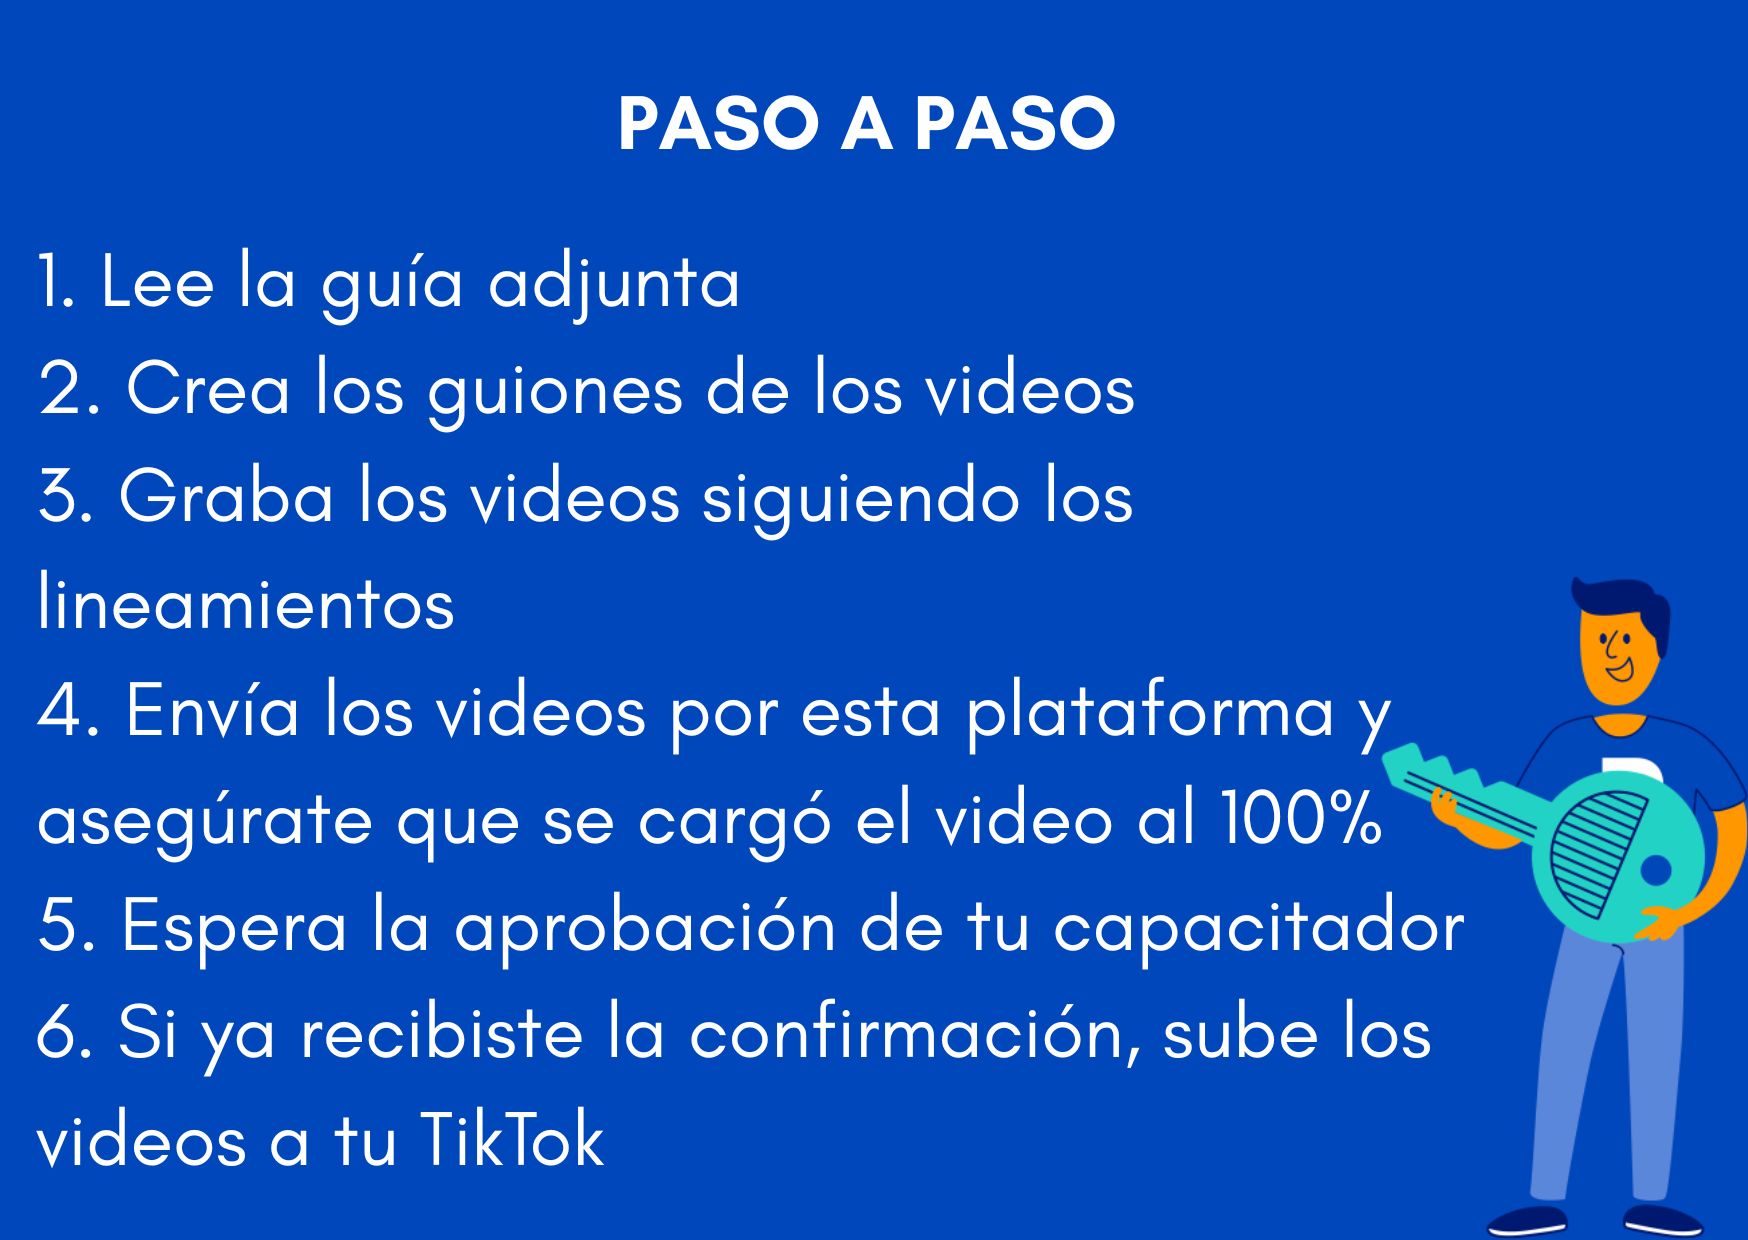 PASO A PASO
1. Lee la guía adjunta
2. Crea los guiones de los videos
3. Graba los videos siguiendo los
lineamientos
4. Envía los videos por esta plataforma y
asegúrate que se cargó el video al 100%
5. Espera la aprobación de tu capacitador
6. Si ya recibiste la confirmación, sube los
videos a tu TikTok